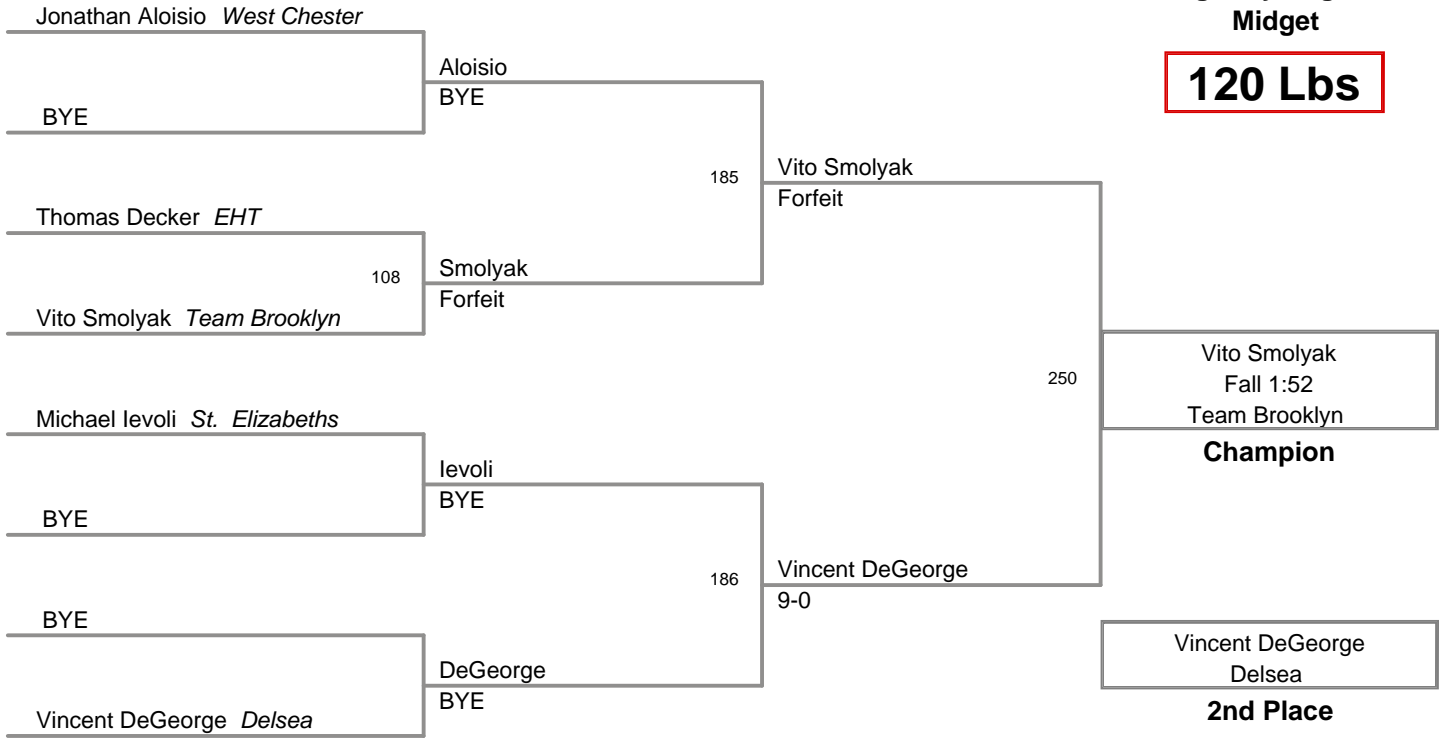 Midget
120 Lbs
Jonathan Aloisio West Chester
BYE
Thomas Decker EHT
108
Vito Smolyak Team Brooklyn
Michael Ievoli St. Elizabeths
BYE
BYE
Vincent DeGeorge Delsea
Aloisio
BYE
185
Smolyak
Forfeit
Ievoli
BYE
186
DeGeorge
BYE
Vito Smolyak
Forfeit
250
Vincent DeGeorge
9-0
Vito Smolyak
Fall 1:52
Team Brooklyn
Champion
Vincent DeGeorge
Delsea
2nd Place